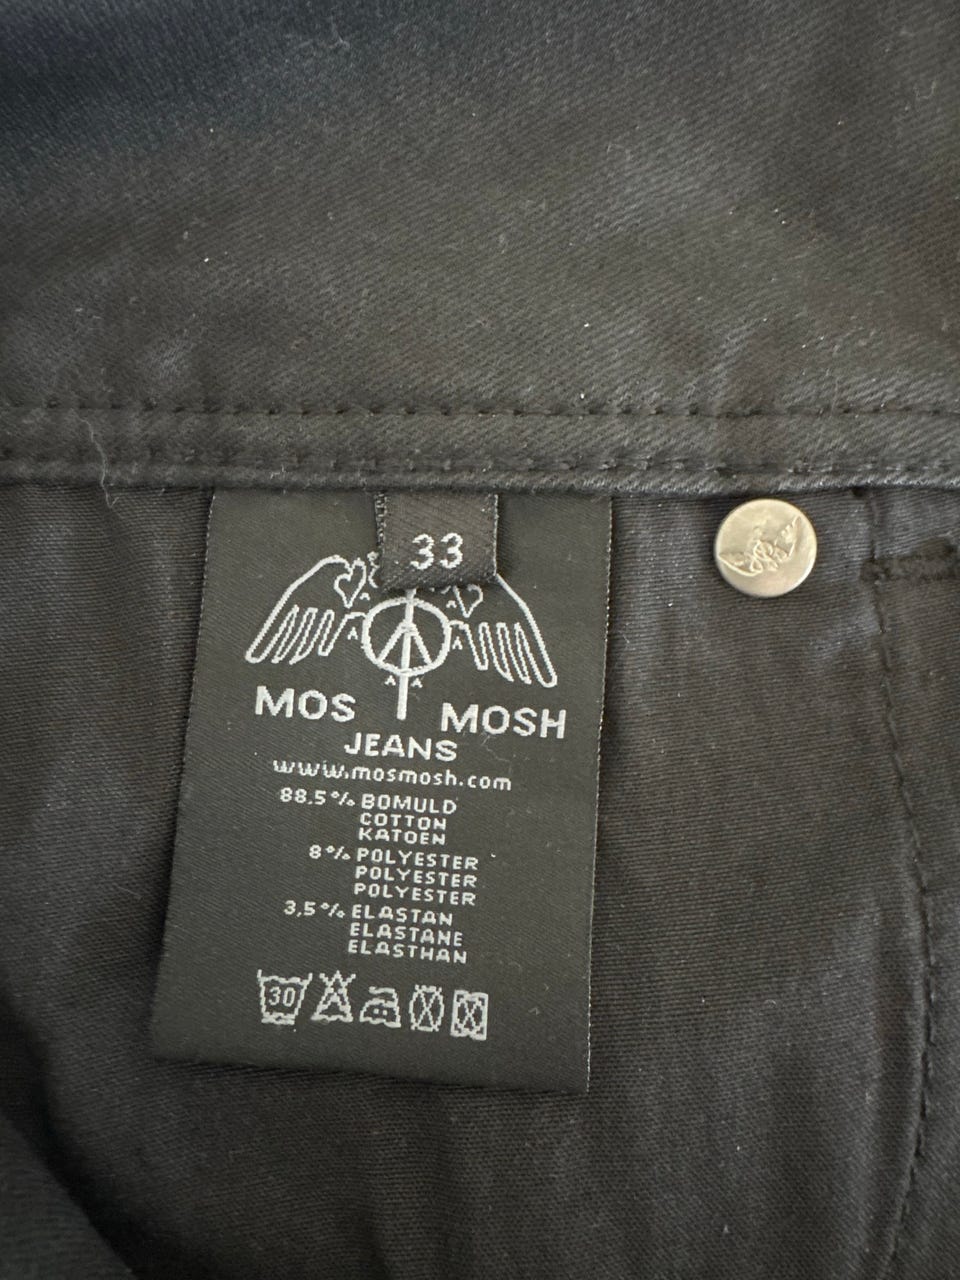 33
MOS MOSH
JEANS
www.mosmosh.com
88.5% BOMULD
COTTON
KATOEN
8% POLYESTER
POLYESTER
POLYESTER
3,5% ELASTAN
ELASTANE
ELASTHAN
30